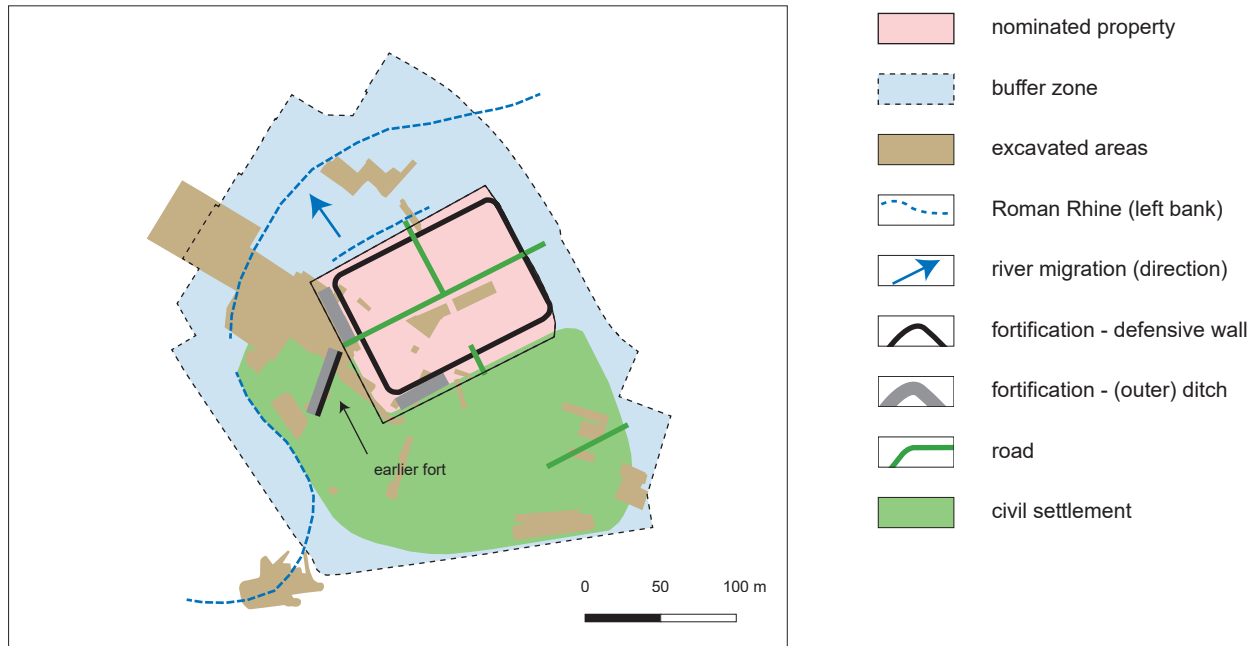 nominated property
buffer zone
excavated areas
Roman Rhine (left bank)
river migration (direction)
fortification - defensive wall
fortification - (outer) ditch
road
civil settlement
earlier fort
0 50 100 m